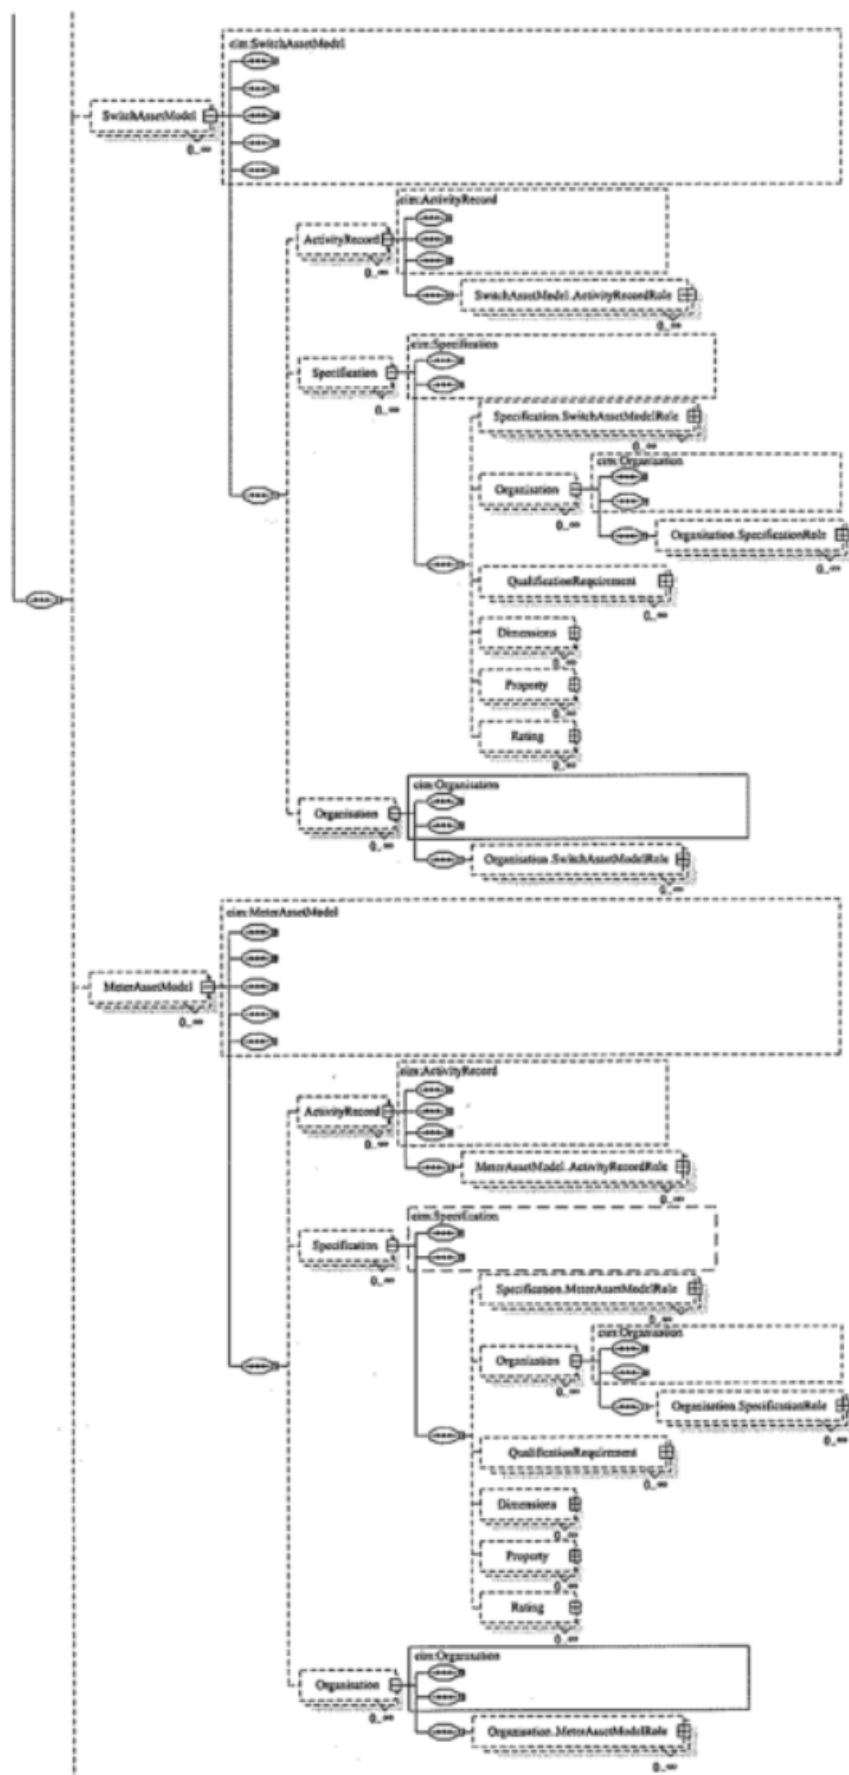 cim:SwitchAssetModel
SwitchAssetModel
0..∞
cim:ActivityRecord
ActivityRecord
0..∞
SwitchAssetModel.ActivityRecordRole
0..∞
cim:Specification
Specification
0..∞
Specification.SwitchAssetModelRole
0..∞
cim:Organisation
Organisation
0..∞
Organisation.SpecificationRole
0..∞
QualificationRequirement
0..∞
Dimensions
0..∞
Property
0..∞
Rating
0..∞
cim:Organisation
Organisation
0..∞
Organisation.SwitchAssetModelRole
0..∞
cim:MeterAssetModel
MeterAssetModel
0..∞
cim:ActivityRecord
ActivityRecord
0..∞
MeterAssetModel.ActivityRecordRole
0..∞
cim:Specification
Specification
0..∞
Specification.MeterAssetModelRole
0..∞
cim:Organisation
Organisation
0..∞
Organisation.SpecificationRole
0..∞
QualificationRequirement
0..∞
Dimensions
0..∞
Property
0..∞
Rating
0..∞
cim:Organisation
Organisation
0..∞
Organisation.MeterAssetModelRole
0..∞